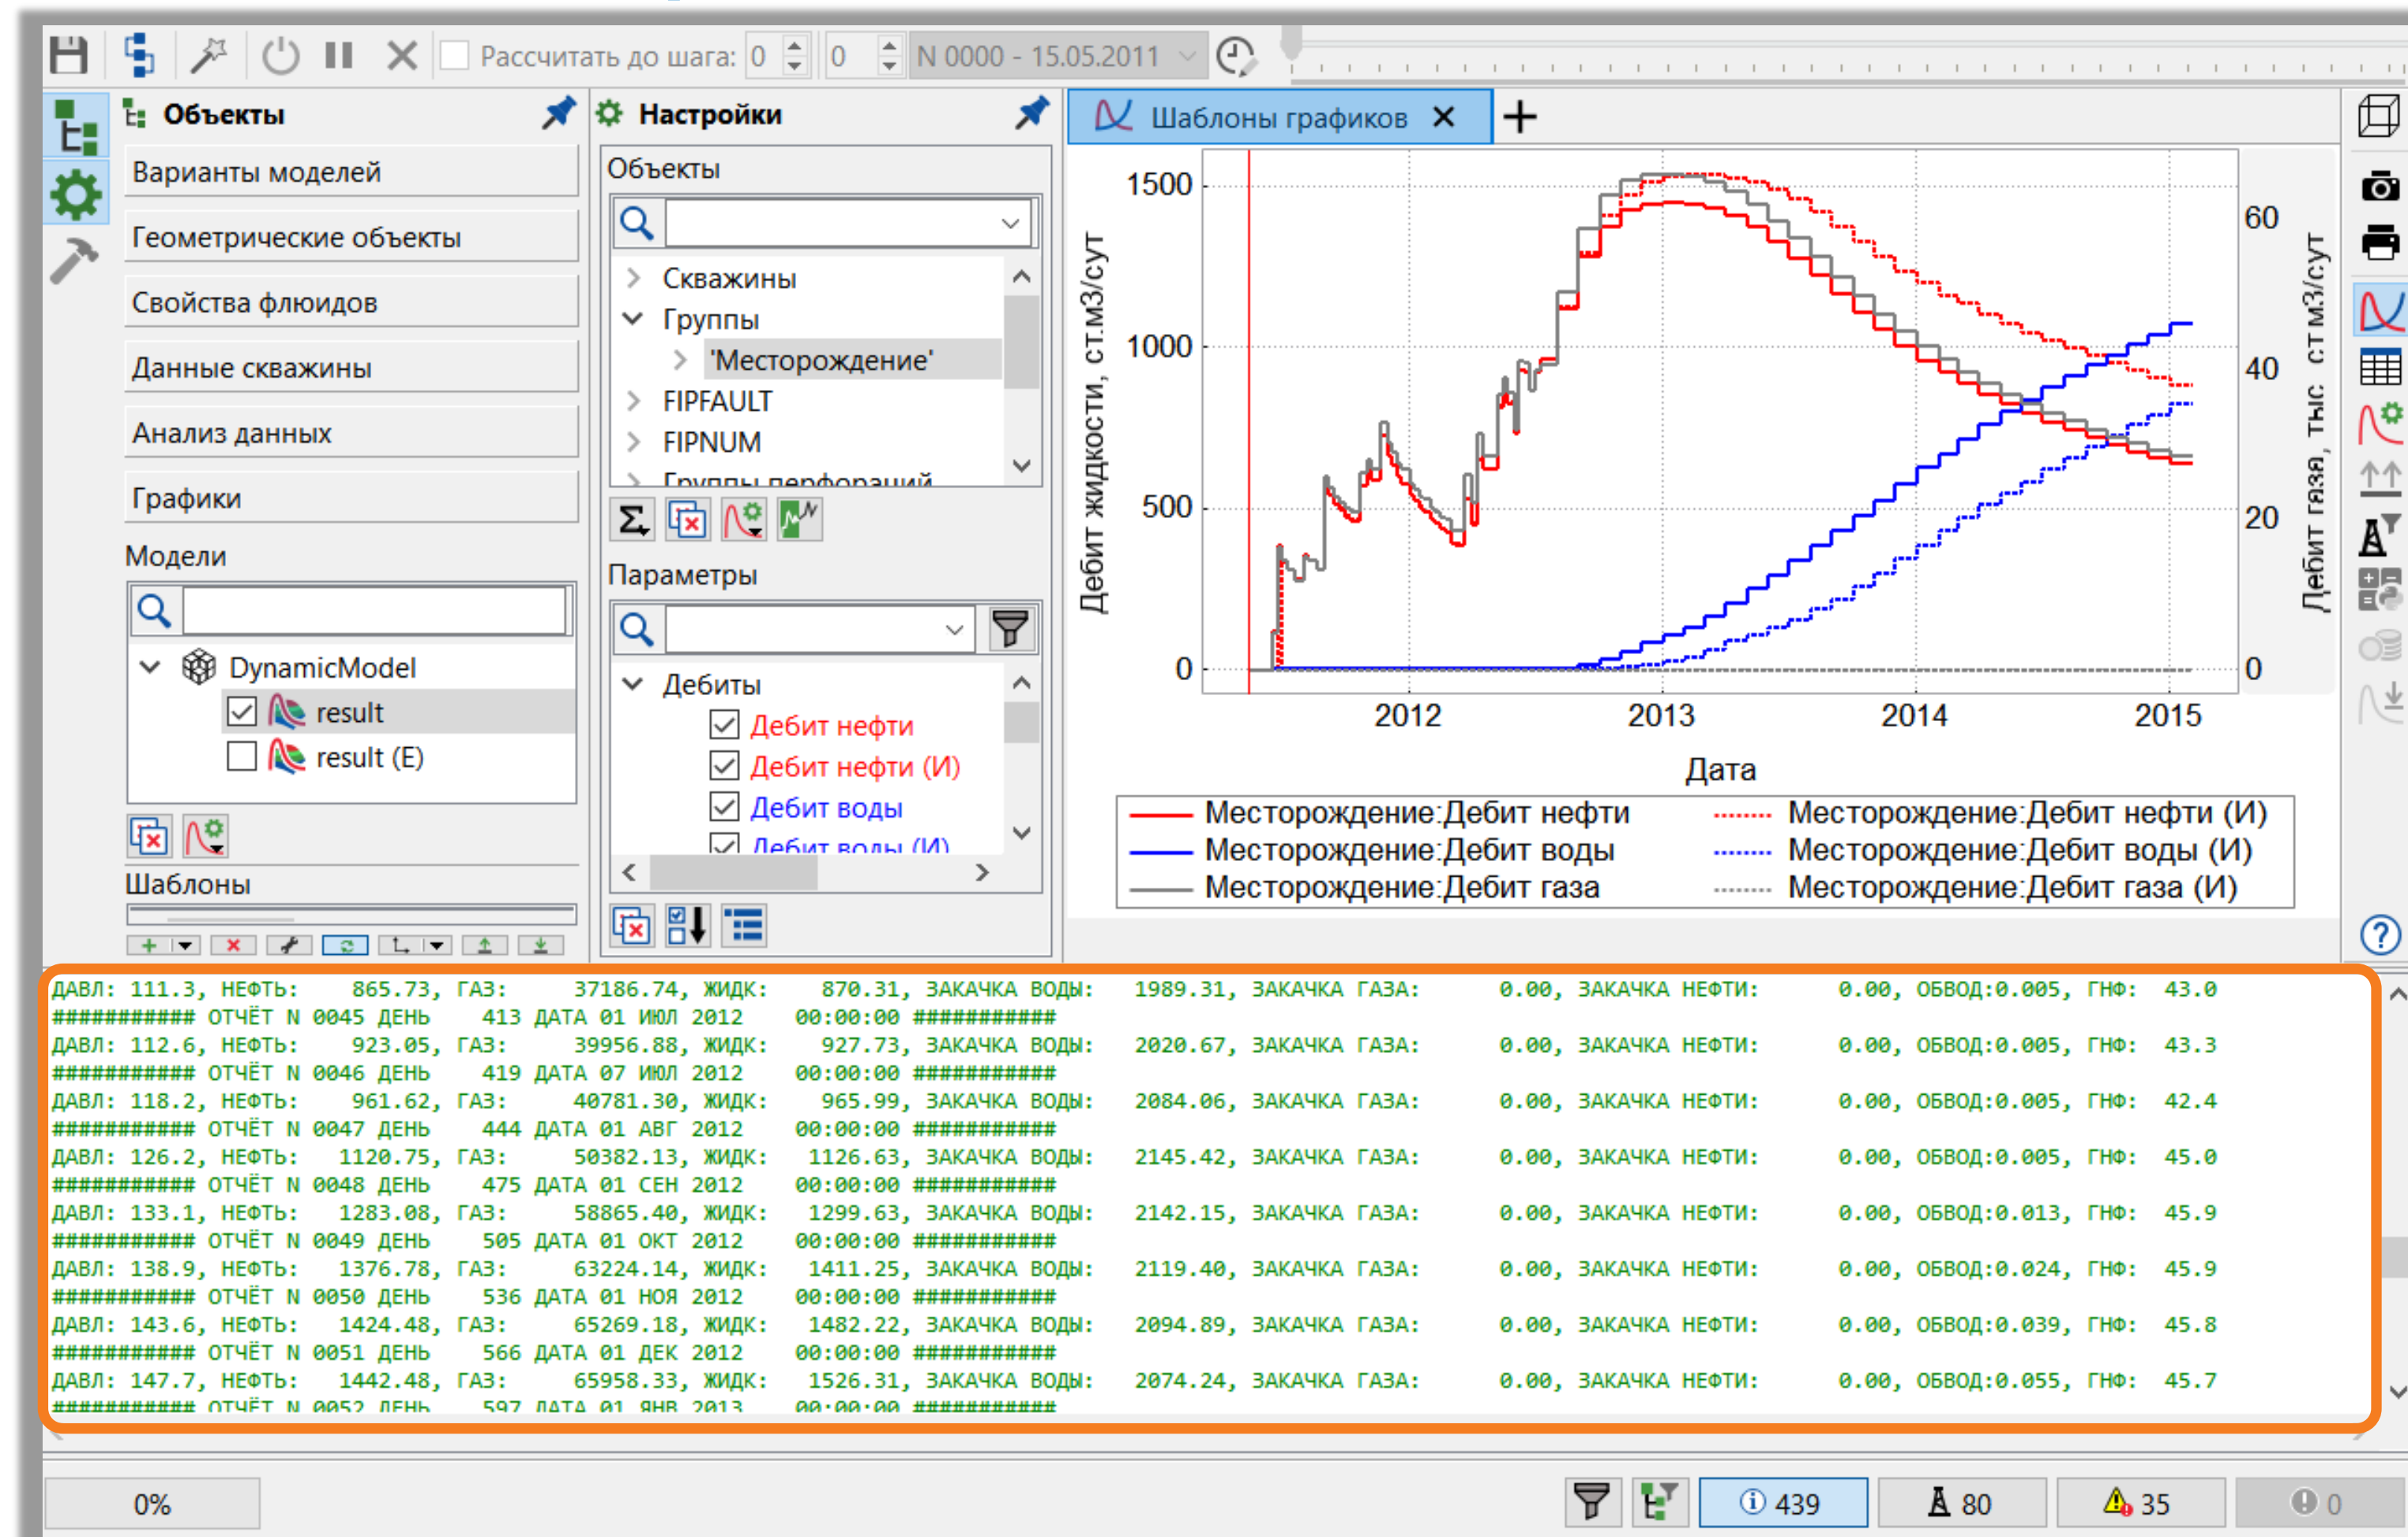 Рассчитать до шага: 0 0 N 0000 - 15.05.2011
Объекты
Варианты моделей
Геометрические объекты
Свойства флюидов
Данные скважины
Анализ данных
Графики
Модели
DynamicModel
result
result (E)
Шаблоны
Настройки
Объекты
Скважины
Группы
'Месторождение'
FIPFAULT
FIPNUM
Группы перфораций
Параметры
Дебиты
Дебит нефти
Дебит нефти (И)
Дебит воды
Дебит воды (И)
Шаблоны графиков
Дебит жидкости, ст.м3/сут
1500
1000
500
0
60
40
20
0
Дебит газа, тыс ст м3/сут
2012 2013 2014 2015
Дата
Месторождение:Дебит нефти Месторождение:Дебит нефти (И)
Месторождение:Дебит воды Месторождение:Дебит воды (И)
Месторождение:Дебит газа Месторождение:Дебит газа (И)
ДАВЛ: 111.3, НЕФТЬ: 865.73, ГАЗ: 37186.74, ЖИДК: 870.31, ЗАКАЧКА ВОДЫ: 1989.31, ЗАКАЧКА ГАЗА: 0.00, ЗАКАЧКА НЕФТИ: 0.00, ОБВОД:0.005, ГНФ: 43.0
########### ОТЧЁТ N 0045 ДЕНЬ 413 ДАТА 01 ИЮЛ 2012 00:00:00 ###########
ДАВЛ: 112.6, НЕФТЬ: 923.05, ГАЗ: 39956.88, ЖИДК: 927.73, ЗАКАЧКА ВОДЫ: 2020.67, ЗАКАЧКА ГАЗА: 0.00, ЗАКАЧКА НЕФТИ: 0.00, ОБВОД:0.005, ГНФ: 43.3
########### ОТЧЁТ N 0046 ДЕНЬ 419 ДАТА 07 ИЮЛ 2012 00:00:00 ###########
ДАВЛ: 118.2, НЕФТЬ: 961.62, ГАЗ: 40781.30, ЖИДК: 965.99, ЗАКАЧКА ВОДЫ: 2084.06, ЗАКАЧКА ГАЗА: 0.00, ЗАКАЧКА НЕФТИ: 0.00, ОБВОД:0.005, ГНФ: 42.4
########### ОТЧЁТ N 0047 ДЕНЬ 444 ДАТА 01 АВГ 2012 00:00:00 ###########
ДАВЛ: 126.2, НЕФТЬ: 1120.75, ГАЗ: 50382.13, ЖИДК: 1126.63, ЗАКАЧКА ВОДЫ: 2145.42, ЗАКАЧКА ГАЗА: 0.00, ЗАКАЧКА НЕФТИ: 0.00, ОБВОД:0.005, ГНФ: 45.0
########### ОТЧЁТ N 0048 ДЕНЬ 475 ДАТА 01 СЕН 2012 00:00:00 ###########
ДАВЛ: 133.1, НЕФТЬ: 1283.08, ГАЗ: 58865.40, ЖИДК: 1299.63, ЗАКАЧКА ВОДЫ: 2142.15, ЗАКАЧКА ГАЗА: 0.00, ЗАКАЧКА НЕФТИ: 0.00, ОБВОД:0.013, ГНФ: 45.9
########### ОТЧЁТ N 0049 ДЕНЬ 505 ДАТА 01 ОКТ 2012 00:00:00 ###########
ДАВЛ: 138.9, НЕФТЬ: 1376.78, ГАЗ: 63224.14, ЖИДК: 1411.25, ЗАКАЧКА ВОДЫ: 2119.40, ЗАКАЧКА ГАЗА: 0.00, ЗАКАЧКА НЕФТИ: 0.00, ОБВОД:0.024, ГНФ: 45.9
########### ОТЧЁТ N 0050 ДЕНЬ 536 ДАТА 01 НОЯ 2012 00:00:00 ###########
ДАВЛ: 143.6, НЕФТЬ: 1424.48, ГАЗ: 65269.18, ЖИДК: 1482.22, ЗАКАЧКА ВОДЫ: 2094.89, ЗАКАЧКА ГАЗА: 0.00, ЗАКАЧКА НЕФТИ: 0.00, ОБВОД:0.039, ГНФ: 45.8
########### ОТЧЁТ N 0051 ДЕНЬ 566 ДАТА 01 ДЕК 2012 00:00:00 ###########
ДАВЛ: 147.7, НЕФТЬ: 1442.48, ГАЗ: 65958.33, ЖИДК: 1526.31, ЗАКАЧКА ВОДЫ: 2074.24, ЗАКАЧКА ГАЗА: 0.00, ЗАКАЧКА НЕФТИ: 0.00, ОБВОД:0.055, ГНФ: 45.7
########### ОТЧЁТ N 0052 ДЕНЬ 597 ДАТА 01 ЯНВ 2013 00:00:00 ###########
0% 439 80 35 0